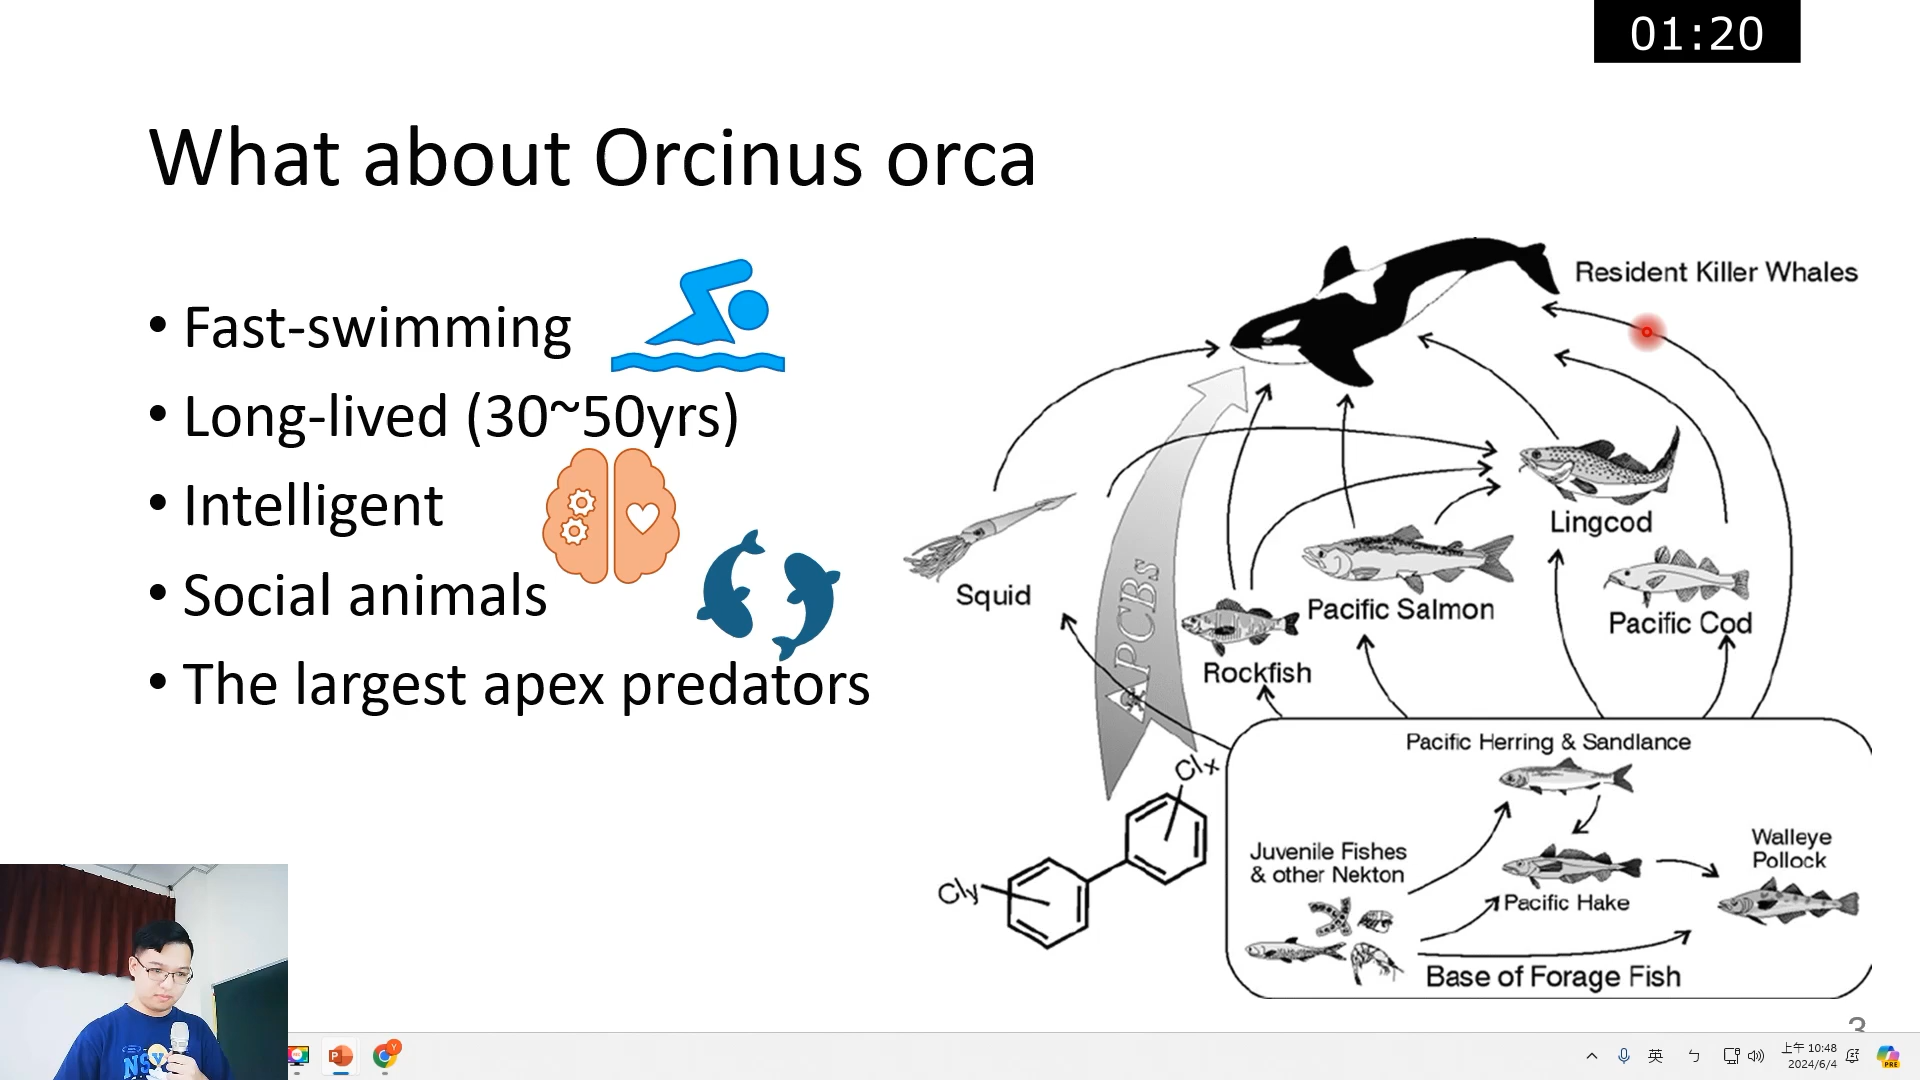 01:20
What about Orcinus orca
• Fast-swimming
• Long-lived (30~50yrs)
• Intelligent
• Social animals
• The largest apex predators
Resident Killer Whales
Lingcod
Squid
Pacific Salmon
Pacific Cod
Rockfish
PCBs
Pacific Herring & Sandlance
Clx
Cly
Juvenile Fishes
& other Nekton
Walleye
Pollock
Pacific Hake
Base of Forage Fish
3
英
ㄅ
上午 10:48
2024/6/4
PRE